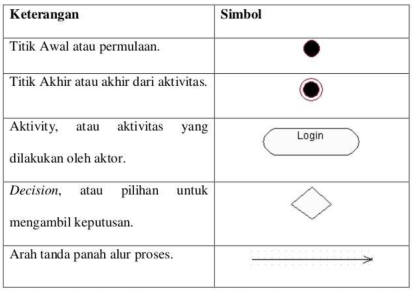 Keterangan Simbol
Titik Awal atau permulaan.
Titik Akhir atau akhir dari aktivitas.
Aktivity, atau aktivitas yang
Login
dilakukan oleh aktor.
Decision, atau pilihan untuk
mengambil keputusan.
Arah tanda panah alur proses.